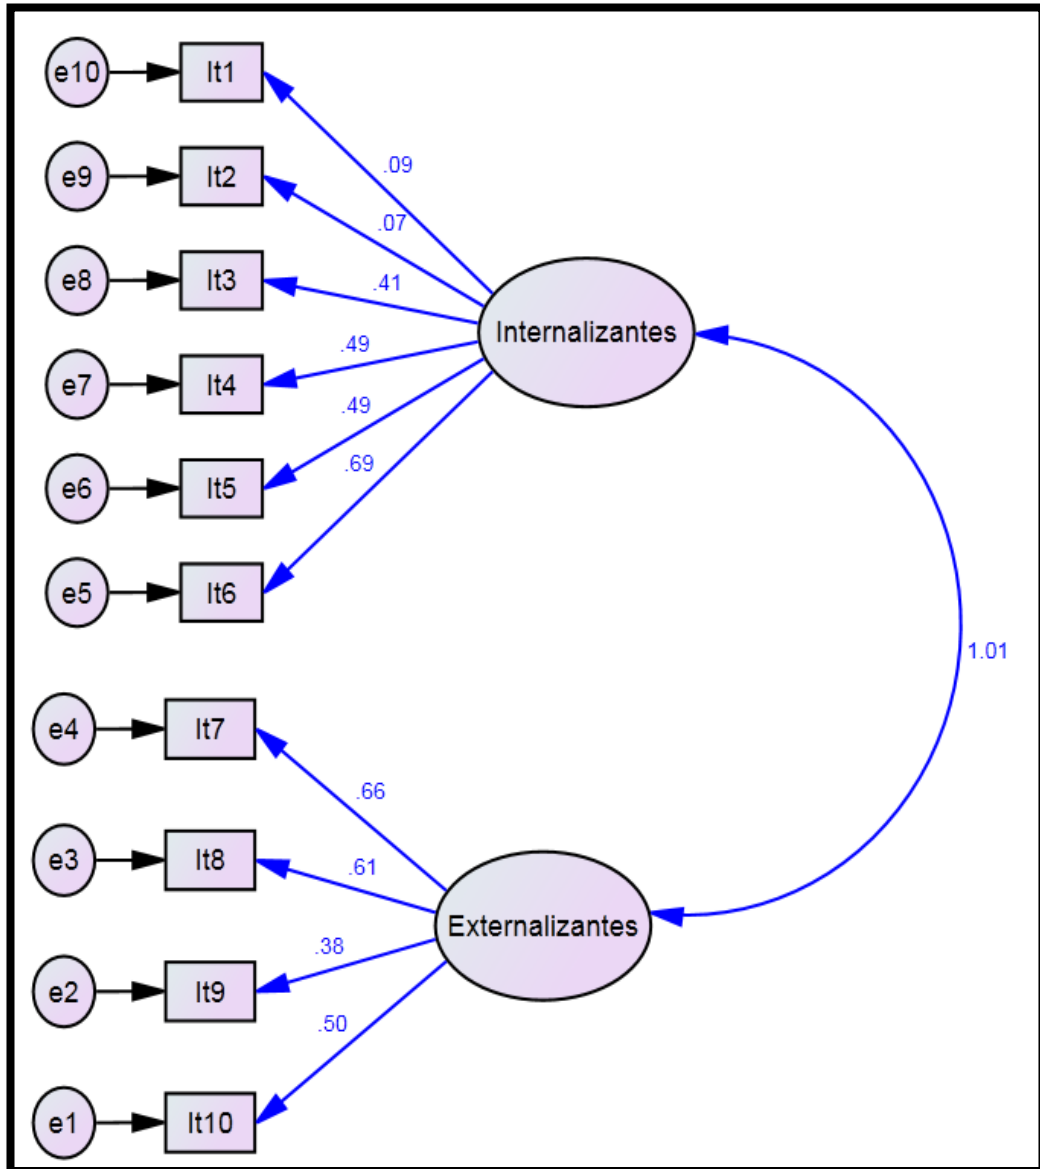 e10
It1
.09
e9
It2
.07
e8
It3
.41
Internalizantes
e7
It4
.49
e6
It5
.49
.69
e5
It6
1.01
e4
It7
.66
e3
It8
.61
Externalizantes
e2
It9
.38
.50
e1
It10